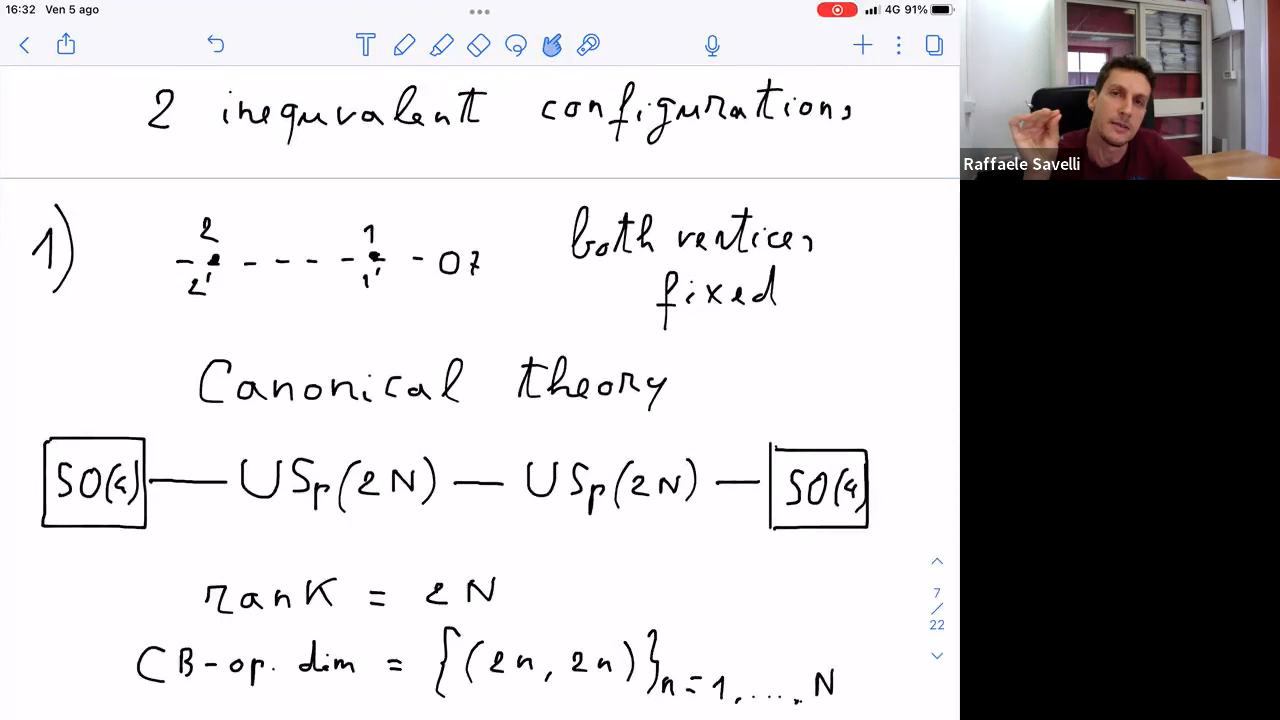 16:32 Ven 5 ago
4G 91%
2 inequivalent configurations
Raffaele Savelli
1)
2 1
- • - - - - • - O7
2' 1'
both vertices
fixed
Canonical theory
SO(4) — USp(2N) — USp(2N) — SO(4)
rank = 2N
CB-op. dim = {(2n, 2n)}n=1,...,N
7
/
22